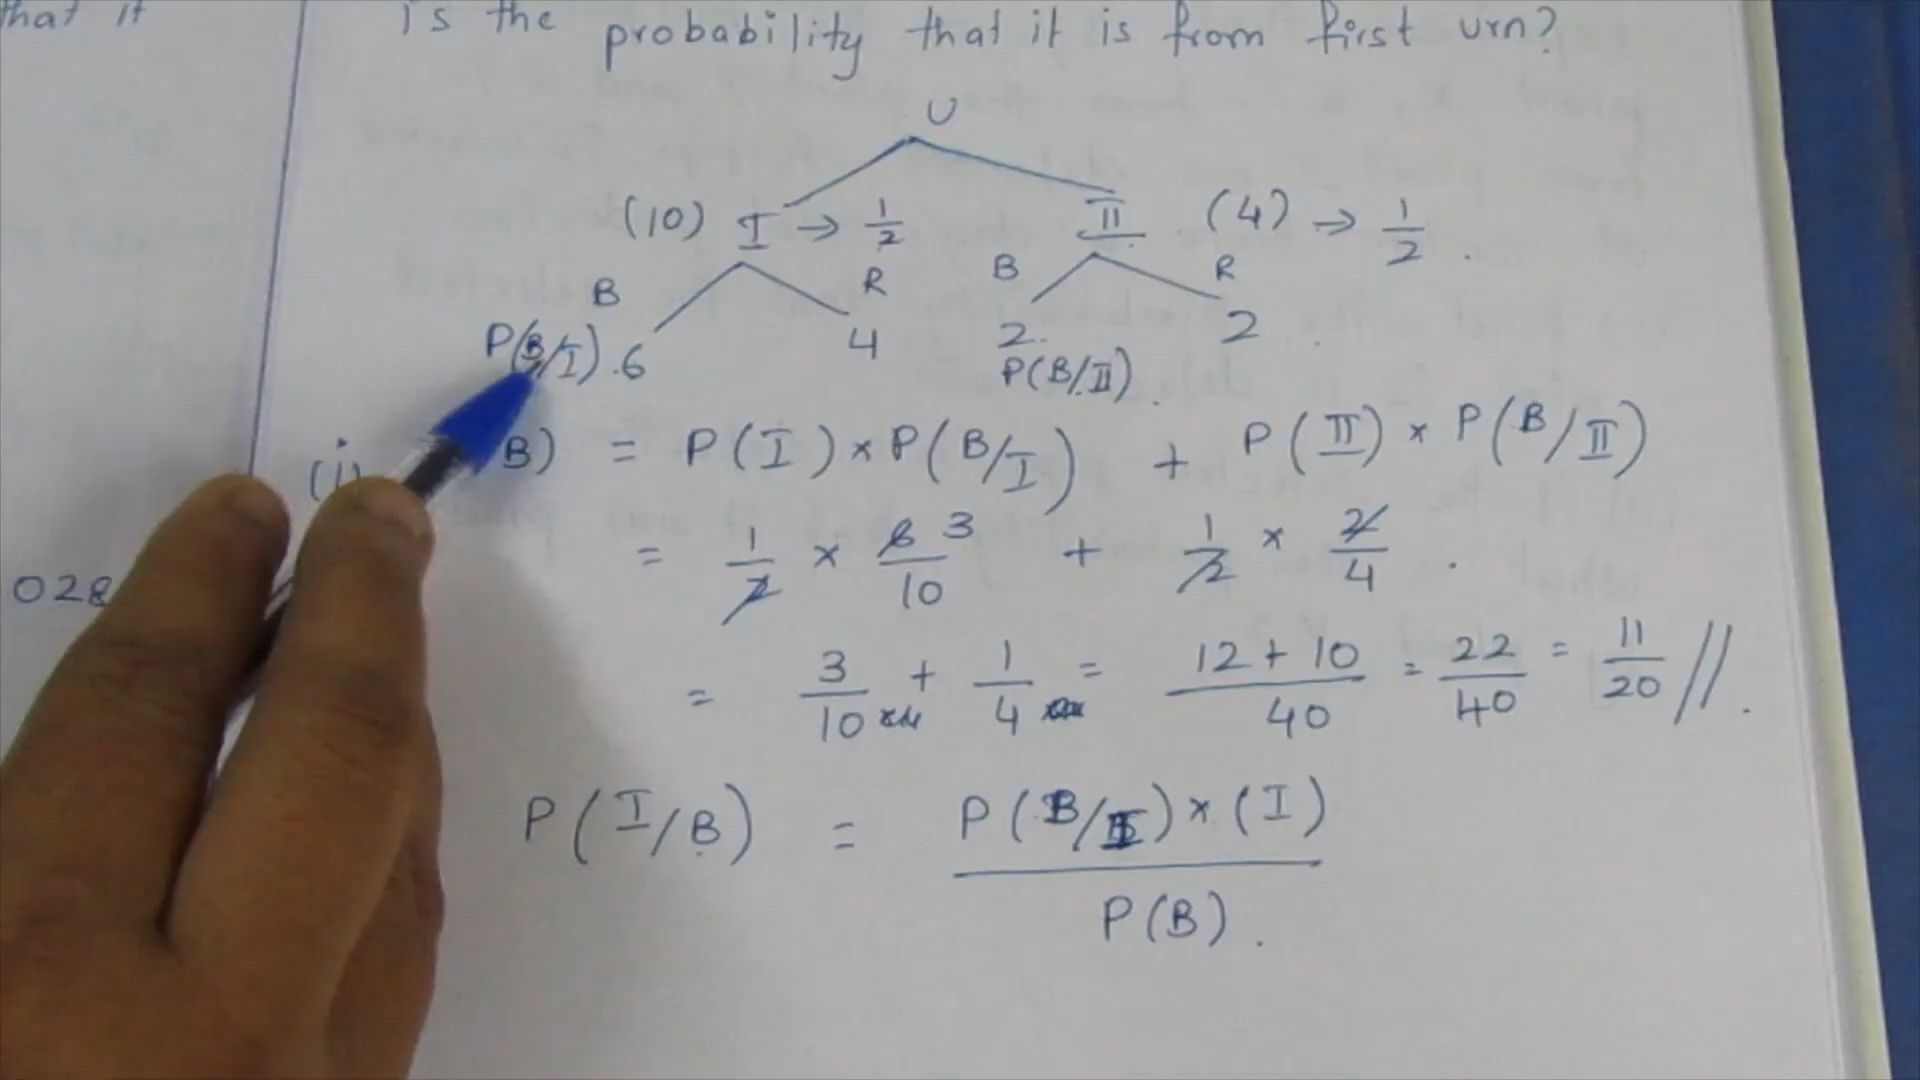 that it
is the probability that it is from first urn?
U
(10) I → 1/2 II (4) → 1/2 .
B R B R
P(B/I) .6 4 2. 2
P(B/II) .
(i) B) = P(I) × P(B/I) + P(II) × P(B/II)
= 1/2 × 6/10 3 + 1/2 × 2/4 .
028
= 3/10 ×4 + 1/4 = 12+10/40 = 22/40 = 11/20 // .
P(I/B) = P(B/I) × (I)
P(B) .